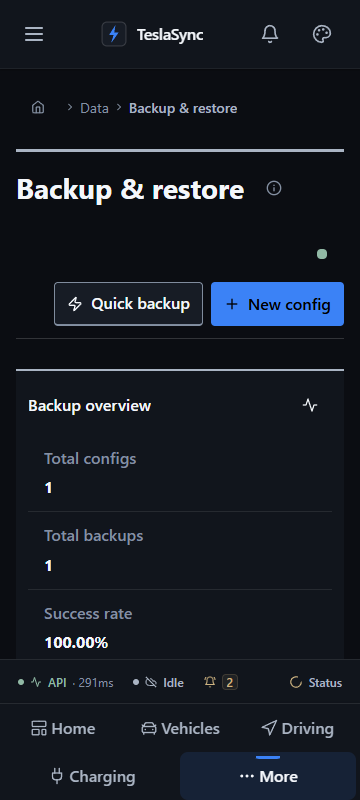 TeslaSync
Data Backup & restore
Backup & restore
Quick backup New config
Backup overview
Total configs
1
Total backups
1
Success rate
100.00%
API · 291ms Idle 2 Status
Home Vehicles Driving
Charging More